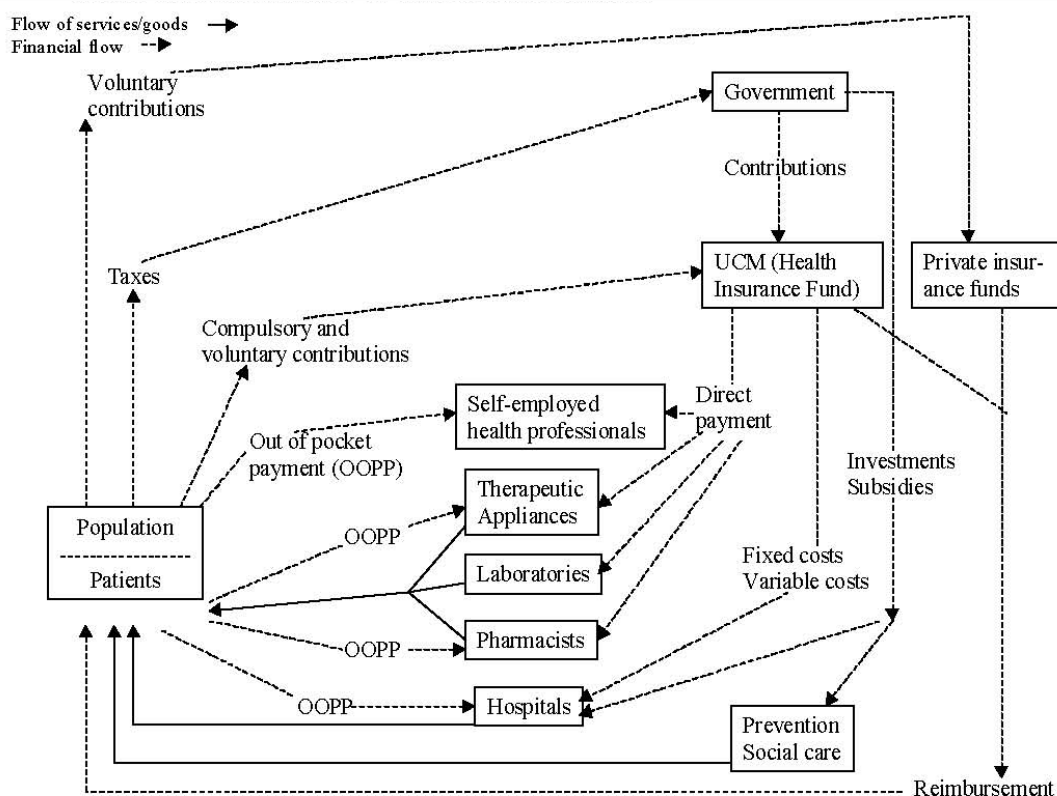 Flow of services/goods
Financial flow
Voluntary
contributions
Government
Contributions
Taxes
UCM (Health
Insurance Fund)
Private insur-
ance funds
Compulsory and
voluntary contributions
Self-employed
health professionals
Direct
payment
Out of pocket
payment (OOPP)
Investments
Subsidies
Therapeutic
Appliances
Population
Patients
OOPP
Laboratories
Fixed costs
Variable costs
OOPP
Pharmacists
OOPP
Hospitals
Prevention
Social care
Reimbursement